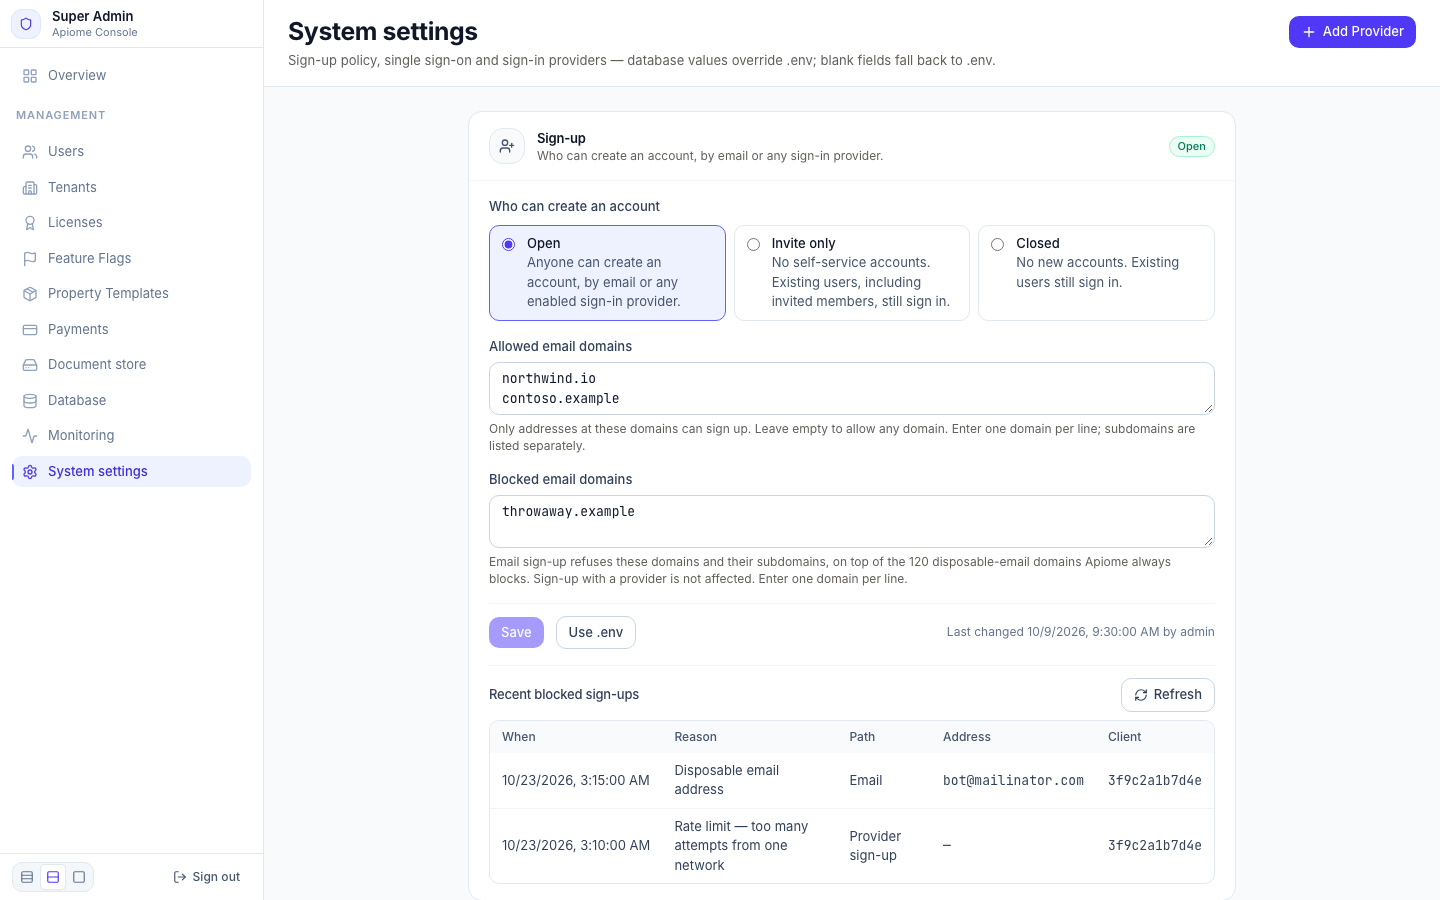 Super Admin
Apiome Console
Overview
MANAGEMENT
Users
Tenants
Licenses
Feature Flags
Property Templates
Payments
Document store
Database
Monitoring
System settings
Sign out
System settings
Sign-up policy, single sign-on and sign-in providers — database values override .env; blank fields fall back to .env.
Add Provider
Sign-up
Who can create an account, by email or any sign-in provider.
Open
Who can create an account
Open
Anyone can create an
account, by email or any
enabled sign-in provider.
Invite only
No self-service accounts.
Existing users, including
invited members, still sign in.
Closed
No new accounts. Existing
users still sign in.
Allowed email domains
northwind.io
contoso.example
Only addresses at these domains can sign up. Leave empty to allow any domain. Enter one domain per line; subdomains are
listed separately.
Blocked email domains
throwaway.example
Email sign-up refuses these domains and their subdomains, on top of the 120 disposable-email domains Apiome always
blocks. Sign-up with a provider is not affected. Enter one domain per line.
Save
Use .env
Last changed 10/9/2026, 9:30:00 AM by admin
Recent blocked sign-ups
Refresh
When Reason Path Address Client
10/23/2026, 3:15:00 AM Disposable email address Email bot@mailinator.com 3f9c2a1b7d4e
10/23/2026, 3:10:00 AM Rate limit — too many attempts from one network Provider sign-up — 3f9c2a1b7d4e